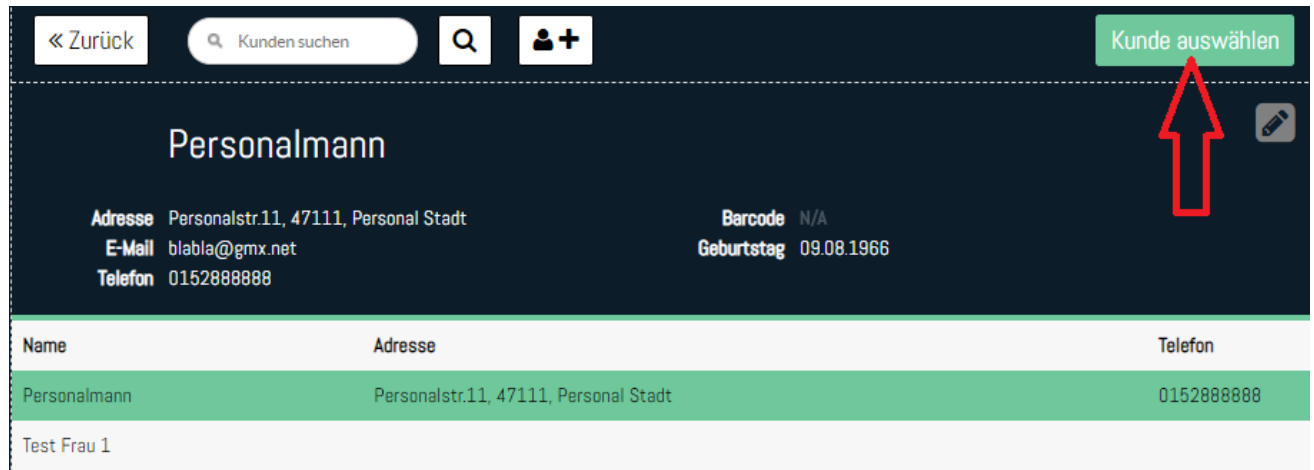 « Zurück Kunden suchen Kunde auswählen
Personalmann
Adresse Personalstr.11, 47111, Personal Stadt Barcode N/A
E-Mail blabla@gmx.net Geburtstag 09.08.1966
Telefon 0152888888
Name Adresse Telefon
Personalmann Personalstr.11, 47111, Personal Stadt 0152888888
Test Frau 1